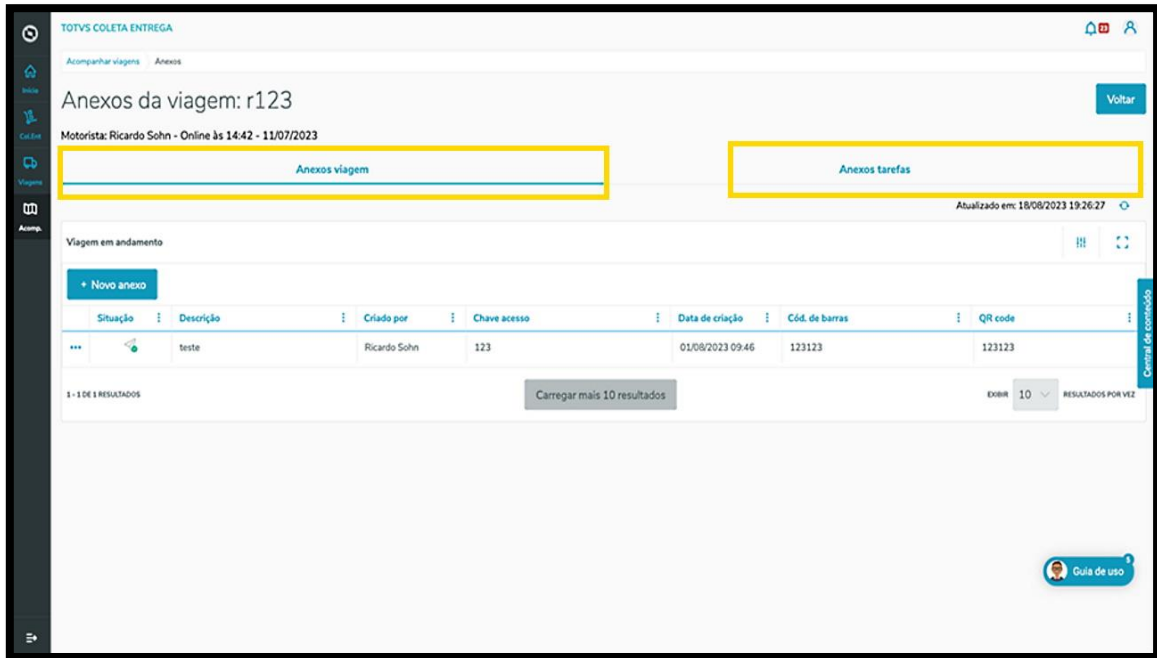 TOTVS COLETA ENTREGA
23
Acompanhar viagens Anexos
Anexos da viagem: r123
Voltar
Motorista: Ricardo Sohn - Online às 14:42 - 11/07/2023
Anexos viagem Anexos tarefas
Atualizado em: 18/08/2023 19:26:27
Viagem em andamento
+ Novo anexo
Situação Descrição Criado por Chave acesso Data de criação Cód. de barras QR code
teste Ricardo Sohn 123 01/08/2023 09:46 123123 123123
1 - 1 DE 1 RESULTADOS Carregar mais 10 resultados EXIBIR 10 RESULTADOS POR VEZ
Início
Col.Ent
Viagens
Acomp.
Central de conteúdo
Guia de uso
5